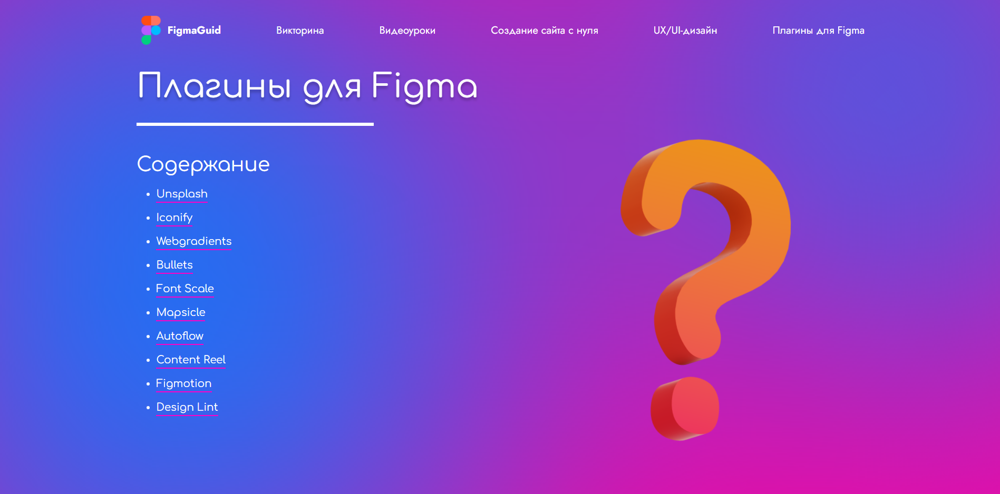 FigmaGuid
Викторина
Видеоуроки
Создание сайта с нуля
UX/UI-дизайн
Плагины для Figma
Плагины для Figma
Содержание
Unsplash
Iconify
Webgradients
Bullets
Font Scale
Mapsicle
Autoflow
Content Reel
Figmotion
Design Lint